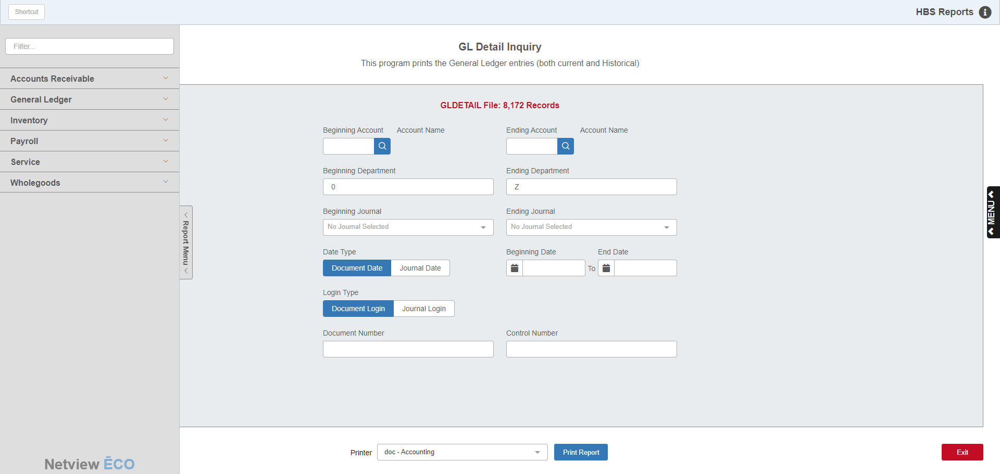 Shortcut
HBS Reports
Filter...
Accounts Receivable
General Ledger
Inventory
Payroll
Service
Wholegoods
Netview ĒCO
Report Menu
GL Detail Inquiry
This program prints the General Ledger entries (both current and Historical)
GLDETAIL File: 8,172 Records
Beginning Account Account Name Ending Account Account Name
Beginning Department Ending Department
0 Z
Beginning Journal Ending Journal
No Journal Selected No Journal Selected
Date Type Beginning Date End Date
Document Date Journal Date To
Login Type
Document Login Journal Login
Document Number Control Number
Printer doc - Accounting Print Report Exit
MENU